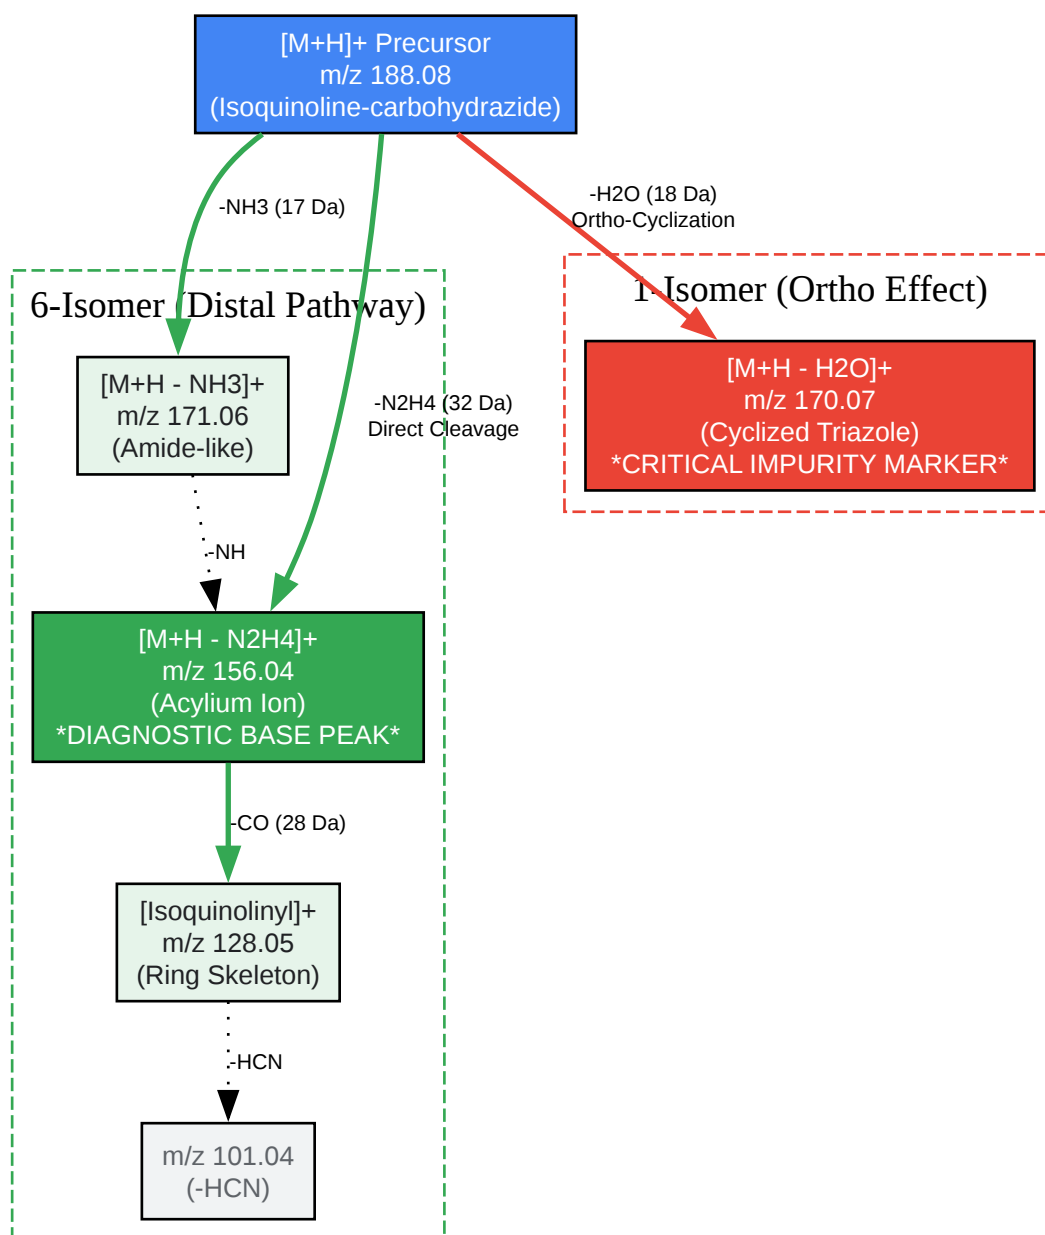 [M+H]+ Precursor
m/z 188.08
(Isoquinoline-carbohydrazide)
-NH3 (17 Da)
-H2O (18 Da)
Ortho-Cyclization
6-Isomer (Distal Pathway)
1-Isomer (Ortho Effect)
[M+H - NH3]+
m/z 171.06
(Amide-like)
-N2H4 (32 Da)
Direct Cleavage
[M+H - H2O]+
m/z 170.07
(Cyclized Triazole)
*CRITICAL IMPURITY MARKER*
-NH
[M+H - N2H4]+
m/z 156.04
(Acylium Ion)
*DIAGNOSTIC BASE PEAK*
-CO (28 Da)
[Isoquinolinyl]+
m/z 128.05
(Ring Skeleton)
-HCN
m/z 101.04
(-HCN)